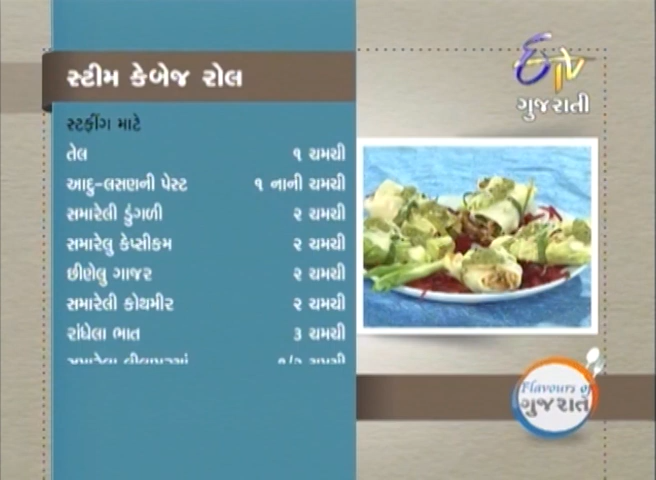 સ્ટીમ કેબેજ રોલ
સ્ટફીંગ માટે
તેલ ૧ ચમચી
આદુ-લસણની પેસ્ટ ૧ નાની ચમચી
સમારેલી ડુંગળી ૨ ચમચી
સમારેલુ કેપ્સીકમ ૨ ચમચી
છીણેલુ ગાજર ૨ ચમચી
સમારેલી કોથમીર ૨ ચમચી
રાંધેલા ભાત ૩ ચમચી
ETV
ગુજરાતી
Flavours of
ગુજરાત